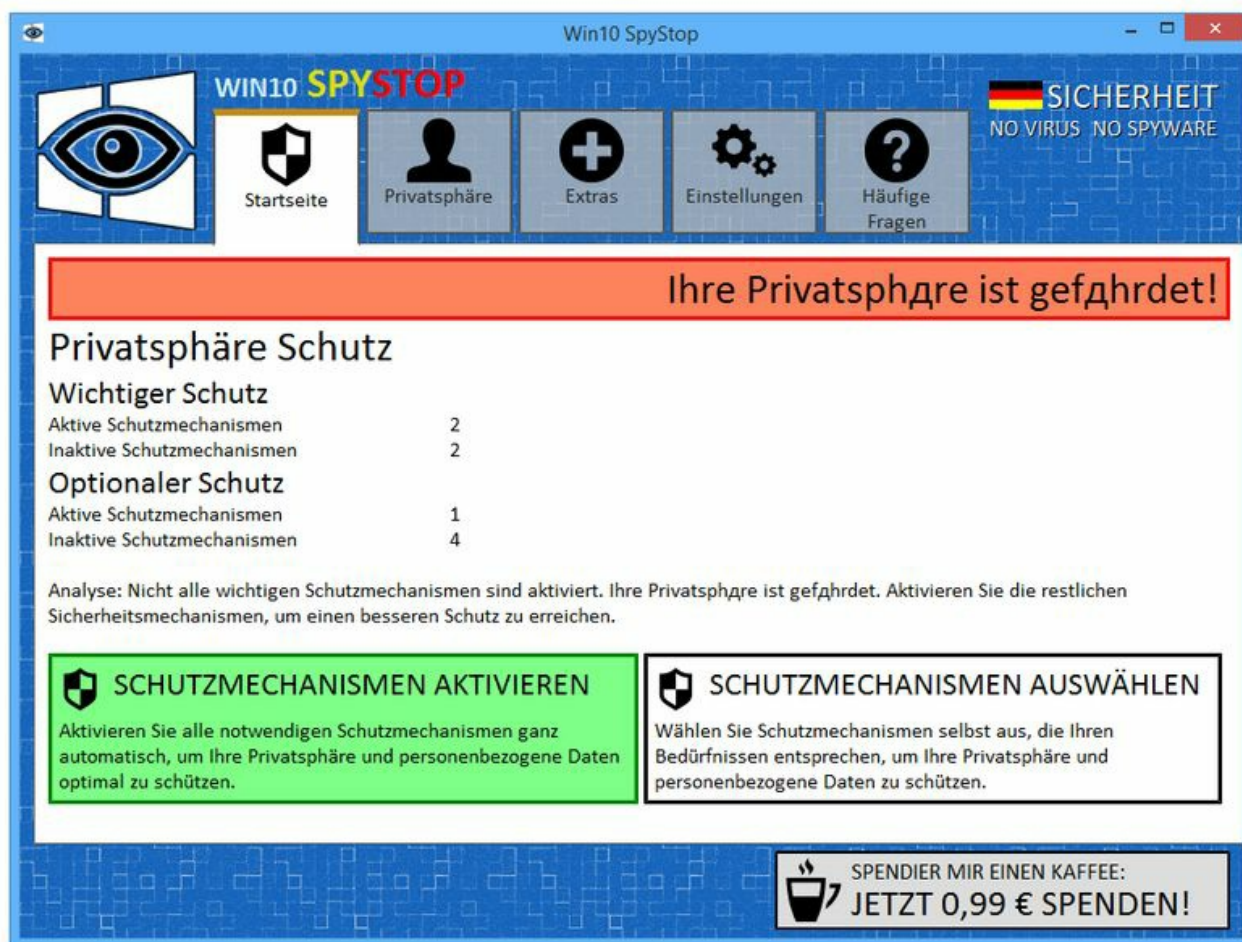 Win10 SpyStop
WIN10 SPYSTOP
SICHERHEIT
NO VIRUS NO SPYWARE
Startseite
Privatsphäre
Extras
Einstellungen
Häufige
Fragen
Ihre Privatsphдre ist gefдhrdet!
Privatsphäre Schutz
Wichtiger Schutz
Aktive Schutzmechanismen 2
Inaktive Schutzmechanismen 2
Optionaler Schutz
Aktive Schutzmechanismen 1
Inaktive Schutzmechanismen 4
Analyse: Nicht alle wichtigen Schutzmechanismen sind aktiviert. Ihre Privatsphдre ist gefдhrdet. Aktivieren Sie die restlichen
Sicherheitsmechanismen, um einen besseren Schutz zu erreichen.
SCHUTZMECHANISMEN AKTIVIEREN
Aktivieren Sie alle notwendigen Schutzmechanismen ganz
automatisch, um Ihre Privatsphäre und personenbezogene Daten
optimal zu schützen.
SCHUTZMECHANISMEN AUSWÄHLEN
Wählen Sie Schutzmechanismen selbst aus, die Ihren
Bedürfnissen entsprechen, um Ihre Privatsphäre und
personenbezogene Daten zu schützen.
SPENDIER MIR EINEN KAFFEE:
JETZT 0,99 € SPENDEN!